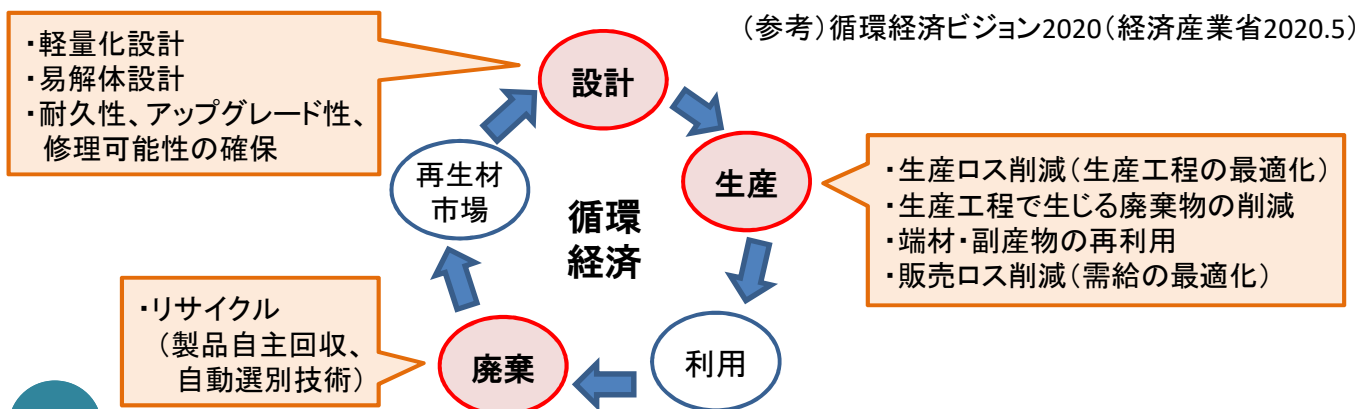 (参考)循環経済ビジョン2020(経済産業省2020.5)
・軽量化設計
・易解体設計
・耐久性、アップグレード性、
修理可能性の確保
設計
生産
・生産ロス削減(生産工程の最適化)
・生産工程で生じる廃棄物の削減
・端材・副産物の再利用
・販売ロス削減(需給の最適化)
再生材
市場
循環
経済
・リサイクル
(製品自主回収、
自動選別技術)
廃棄
利用